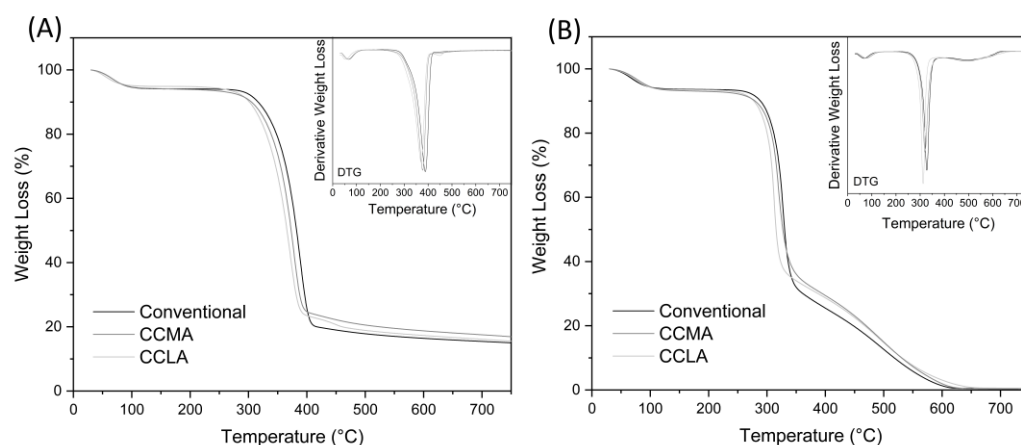 (A)
Weight Loss (%)
100
80
60
40
20
0
0 100 200 300 400 500 600 700
Temperature (°C)
Conventional
CCMA
CCLA
Derivative Weight Loss
DTG
0 100 200 300 400 500 600 700
Temperature (°C)
(B)
Weight Loss (%)
100
80
60
40
20
0
0 100 200 300 400 500 600 700
Temperature (°C)
Conventional
CCMA
CCLA
Derivative Weight Loss
DTG
0 100 200 300 400 500 600 700
Temperature (°C)